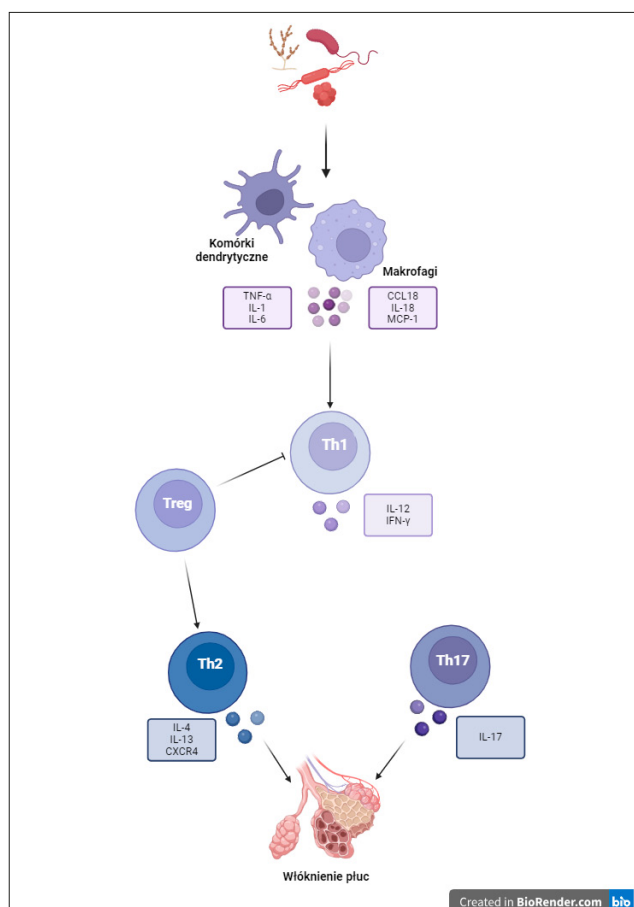 Komórki
dendrytyczne
Makrofagi
TNF-α
IL-1
IL-6
CCL18
IL-18
MCP-1
Th1
Treg
IL-12
IFN-γ
Th2
Th17
IL-4
IL-13
CXCR4
IL-17
Włóknienie płuc
Created in BioRender.com bio